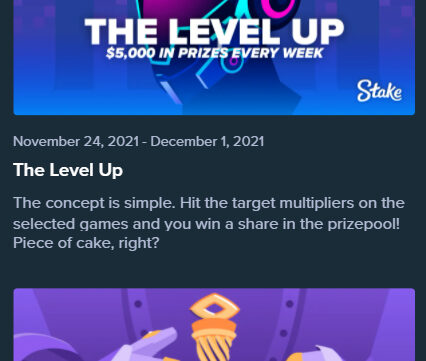 THE LEVEL UP
$5,000 IN PRIZES EVERY WEEK
Stake
November 24, 2021 - December 1, 2021
The Level Up
The concept is simple. Hit the target multipliers on the
selected games and you win a share in the prizepool!
Piece of cake, right?